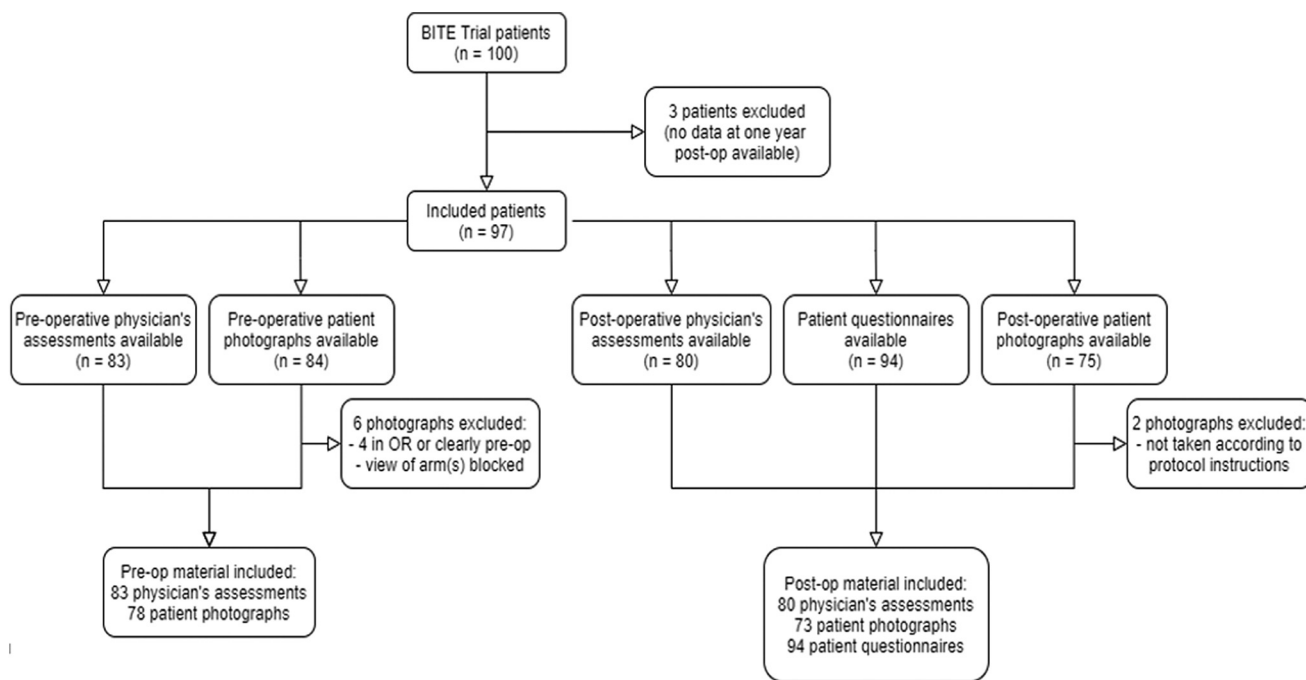 BITE Trial patients
(n = 100)
3 patients excluded
(no data at one year
post-op available)
Included patients
(n = 97)
Pre-operative physician's
assessments available
(n = 83)
Pre-operative patient
photographs available
(n = 84)
Post-operative physician's
assessments available
(n = 80)
Patient questionnaires
available
(n = 94)
Post-operative patient
photographs available
(n = 75)
6 photographs excluded:
- 4 in OR or clearly pre-op
- view of arm(s) blocked
2 photographs excluded:
- not taken according to
protocol instructions
Pre-op material included:
83 physician's assessments
78 patient photographs
Post-op material included:
80 physician's assessments
73 patient photographs
94 patient questionnaires